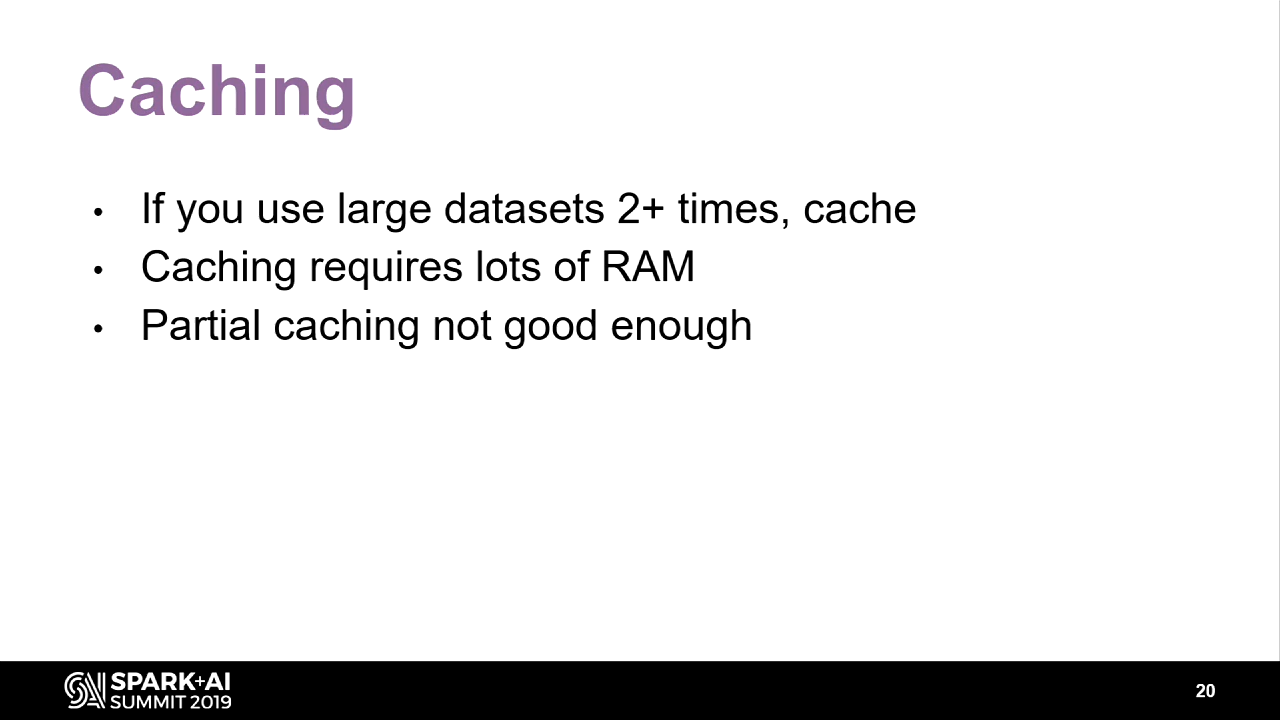 Caching
• If you use large datasets 2+ times, cache
• Caching requires lots of RAM
• Partial caching not good enough
SPARK+AI
SUMMIT 2019
20